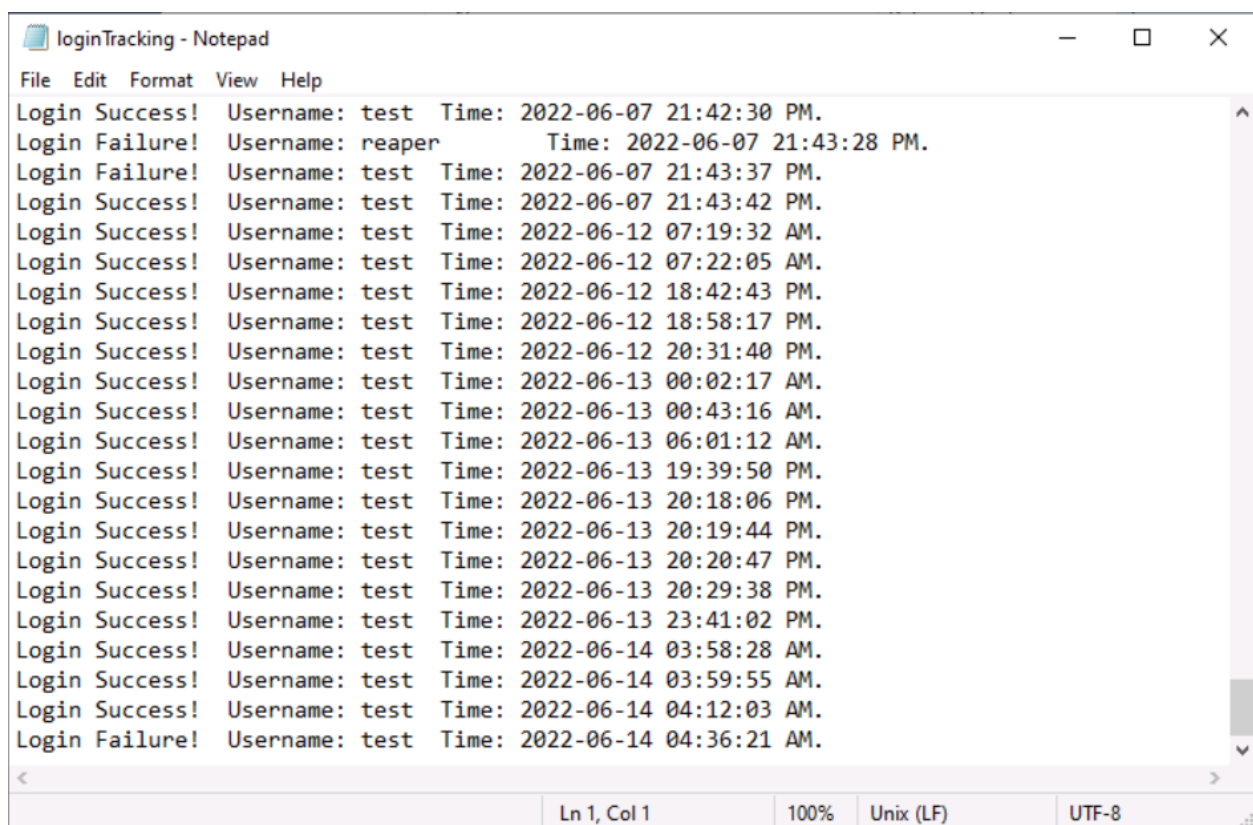 loginTracking - Notepad
File Edit Format View Help
Login Success!  Username: test  Time: 2022-06-07 21:42:30 PM.
Login Failure!  Username: reaper        Time: 2022-06-07 21:43:28 PM.
Login Failure!  Username: test  Time: 2022-06-07 21:43:37 PM.
Login Success!  Username: test  Time: 2022-06-07 21:43:42 PM.
Login Success!  Username: test  Time: 2022-06-12 07:19:32 AM.
Login Success!  Username: test  Time: 2022-06-12 07:22:05 AM.
Login Success!  Username: test  Time: 2022-06-12 18:42:43 PM.
Login Success!  Username: test  Time: 2022-06-12 18:58:17 PM.
Login Success!  Username: test  Time: 2022-06-12 20:31:40 PM.
Login Success!  Username: test  Time: 2022-06-13 00:02:17 AM.
Login Success!  Username: test  Time: 2022-06-13 00:43:16 AM.
Login Success!  Username: test  Time: 2022-06-13 06:01:12 AM.
Login Success!  Username: test  Time: 2022-06-13 19:39:50 PM.
Login Success!  Username: test  Time: 2022-06-13 20:18:06 PM.
Login Success!  Username: test  Time: 2022-06-13 20:19:44 PM.
Login Success!  Username: test  Time: 2022-06-13 20:20:47 PM.
Login Success!  Username: test  Time: 2022-06-13 20:29:38 PM.
Login Success!  Username: test  Time: 2022-06-13 23:41:02 PM.
Login Success!  Username: test  Time: 2022-06-14 03:58:28 AM.
Login Success!  Username: test  Time: 2022-06-14 03:59:55 AM.
Login Success!  Username: test  Time: 2022-06-14 04:12:03 AM.
Login Failure!  Username: test  Time: 2022-06-14 04:36:21 AM.
Ln 1, Col 1 100% Unix (LF) UTF-8